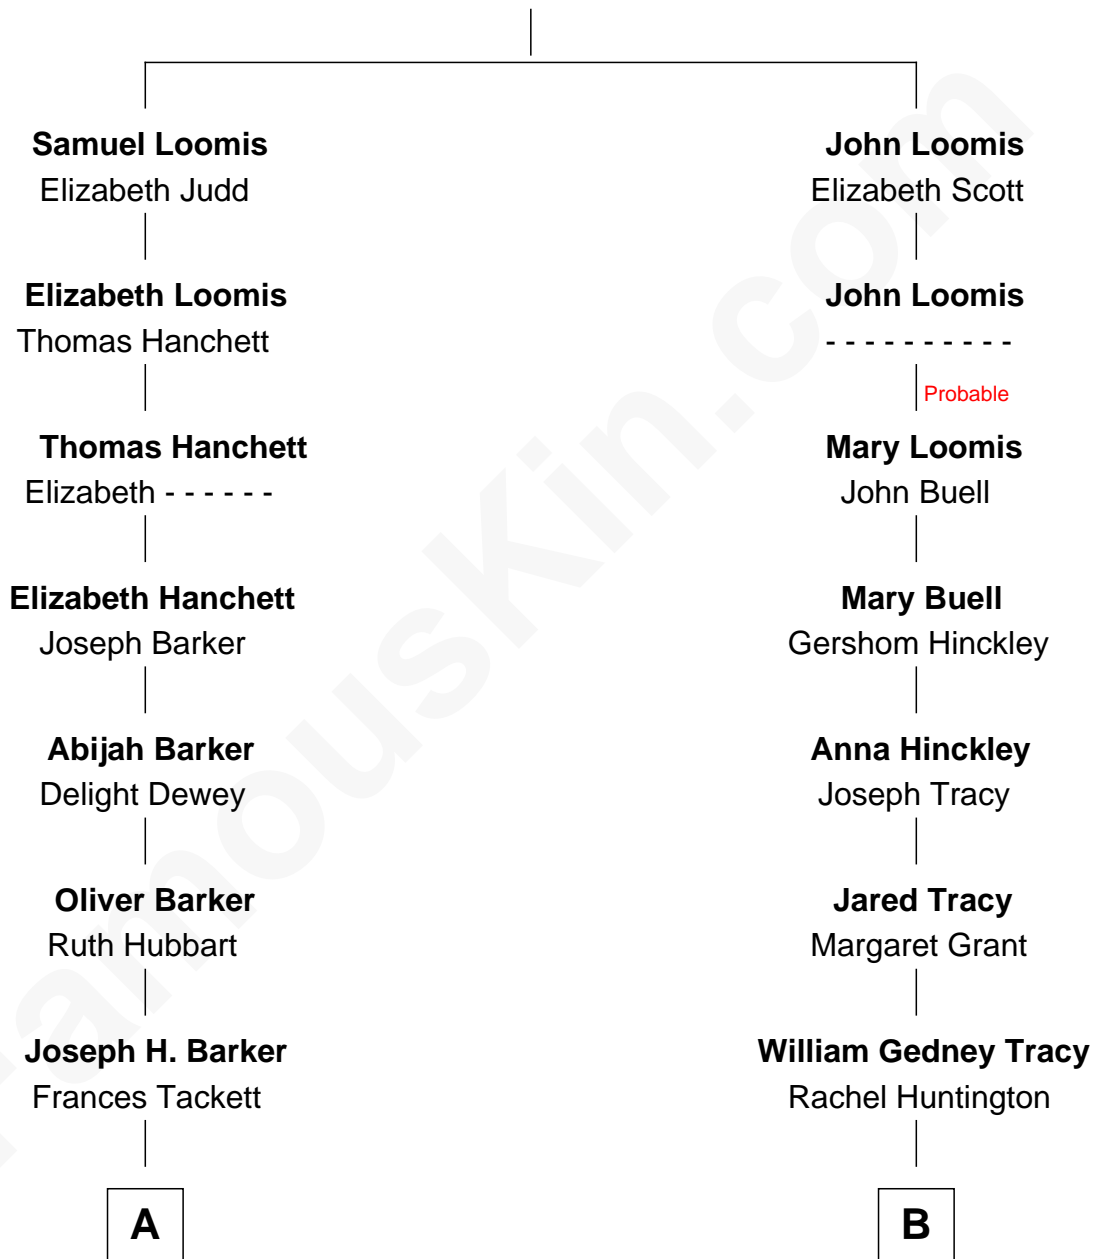 Samuel Loomis
Elizabeth Judd
Elizabeth Loomis
Thomas Hanchett
Thomas Hanchett
Elizabeth - - - - - -
Elizabeth Hanchett
Joseph Barker
Abijah Barker
Delight Dewey
Oliver Barker
Ruth Hubbart
Joseph H. Barker
Frances Tackett
A
John Loomis
Elizabeth Scott
John Loomis
- - - - - - - - - -
Probable
Mary Loomis
John Buell
Mary Buell
Gershom Hinckley
Anna Hinckley
Joseph Tracy
Jared Tracy
Margaret Grant
William Gedney Tracy
Rachel Huntington
B
FamousKin.com